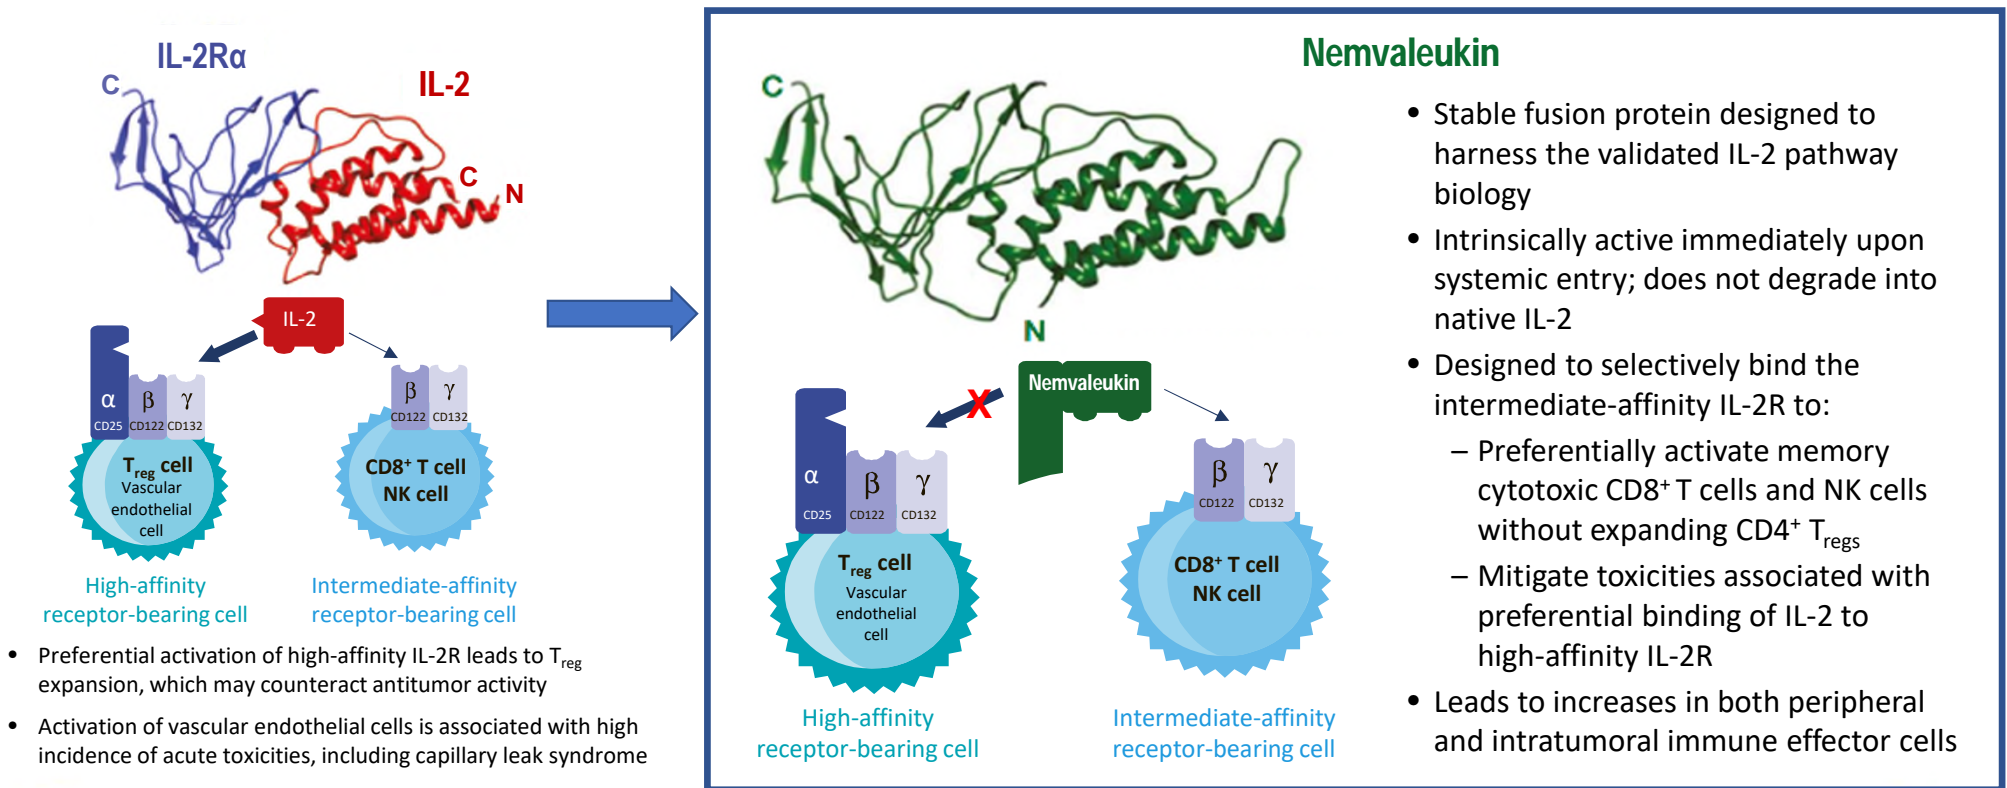 IL-2Rα
C
IL-2
C
N
IL-2
α
CD25
β
CD122
γ
CD132
β
CD122
γ
CD132
Treg cell
Vascular
endothelial
cell
CD8+ T cell
NK cell
High-affinity
receptor-bearing cell
Intermediate-affinity
receptor-bearing cell
• Preferential activation of high-affinity IL-2R leads to Treg
expansion, which may counteract antitumor activity
• Activation of vascular endothelial cells is associated with high
incidence of acute toxicities, including capillary leak syndrome
Nemvaleukin
C
N
Nemvaleukin
X
α
CD25
β
CD122
γ
CD132
β
CD122
γ
CD132
Treg cell
Vascular
endothelial
cell
CD8+ T cell
NK cell
High-affinity
receptor-bearing cell
Intermediate-affinity
receptor-bearing cell
• Stable fusion protein designed to
harness the validated IL-2 pathway
biology
• Intrinsically active immediately upon
systemic entry; does not degrade into
native IL-2
• Designed to selectively bind the
intermediate-affinity IL-2R to:
– Preferentially activate memory
cytotoxic CD8+ T cells and NK cells
without expanding CD4+ Tregs
– Mitigate toxicities associated with
preferential binding of IL-2 to
high-affinity IL-2R
• Leads to increases in both peripheral
and intratumoral immune effector cells